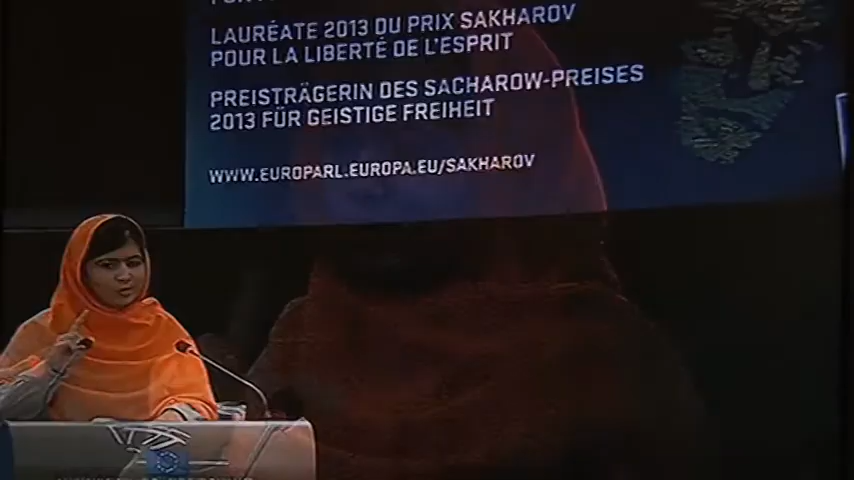 LAURÉATE 2013 DU PRIX SAKHAROV
POUR LA LIBERTÉ DE L'ESPRIT
PREISTRÄGERIN DES SACHAROW-PREISES
2013 FÜR GEISTIGE FREIHEIT
WWW.EUROPARL.EUROPA.EU/SAKHAROV